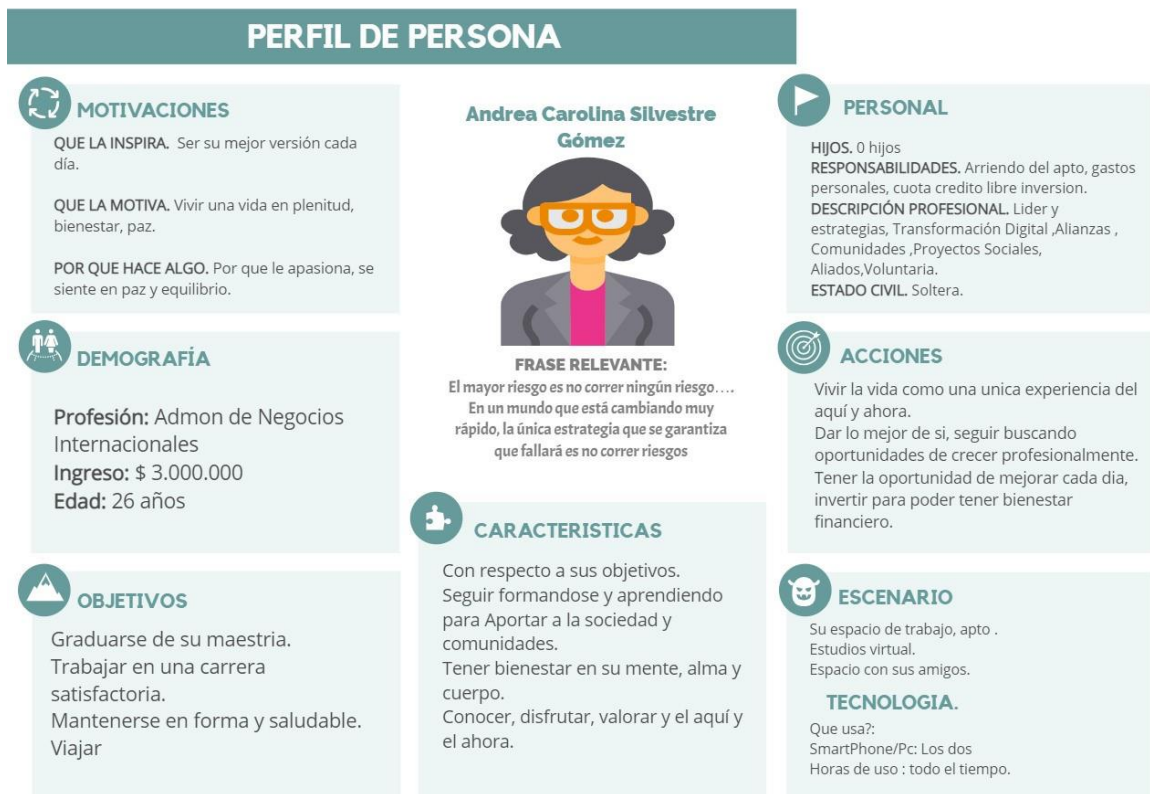 PERFIL DE PERSONA
MOTIVACIONES
QUE LA INSPIRA. Ser su mejor versión cada
día.
QUE LA MOTIVA. Vivir una vida en plenitud,
bienestar, paz.
POR QUE HACE ALGO. Por que le apasiona, se
siente en paz y equilibrio.
DEMOGRAFÍA
Profesión: Admon de Negocios
Internacionales
Ingreso: $ 3.000.000
Edad: 26 años
OBJETIVOS
Graduarse de su maestria.
Trabajar en una carrera
satisfactoria.
Mantenerse en forma y saludable.
Viajar
Andrea Carolina Silvestre
Gómez
FRASE RELEVANTE:
El mayor riesgo es no correr ningún riesgo….
En un mundo que está cambiando muy
rápido, la única estrategia que se garantiza
que fallará es no correr riesgos
CARACTERISTICAS
Con respecto a sus objetivos.
Seguir formandose y aprendiendo
para Aportar a la sociedad y
comunidades.
Tener bienestar en su mente, alma y
cuerpo.
Conocer, disfrutar, valorar y el aquí y
el ahora.
PERSONAL
HIJOS. 0 hijos
RESPONSABILIDADES. Arriendo del apto, gastos
personales, cuota credito libre inversion.
DESCRIPCIÓN PROFESIONAL. Lider y
estrategias, Transformación Digital ,Alianzas ,
Comunidades ,Proyectos Sociales,
Aliados,Voluntaria.
ESTADO CIVIL. Soltera.
ACCIONES
Vivir la vida como una unica experiencia del
aquí y ahora.
Dar lo mejor de si, seguir buscando
oportunidades de crecer profesionalmente.
Tener la oportunidad de mejorar cada dia,
invertir para poder tener bienestar
financiero.
ESCENARIO
Su espacio de trabajo, apto .
Estudios virtual.
Espacio con sus amigos.
TECNOLOGIA.
Que usa?:
SmartPhone/Pc: Los dos
Horas de uso : todo el tiempo.